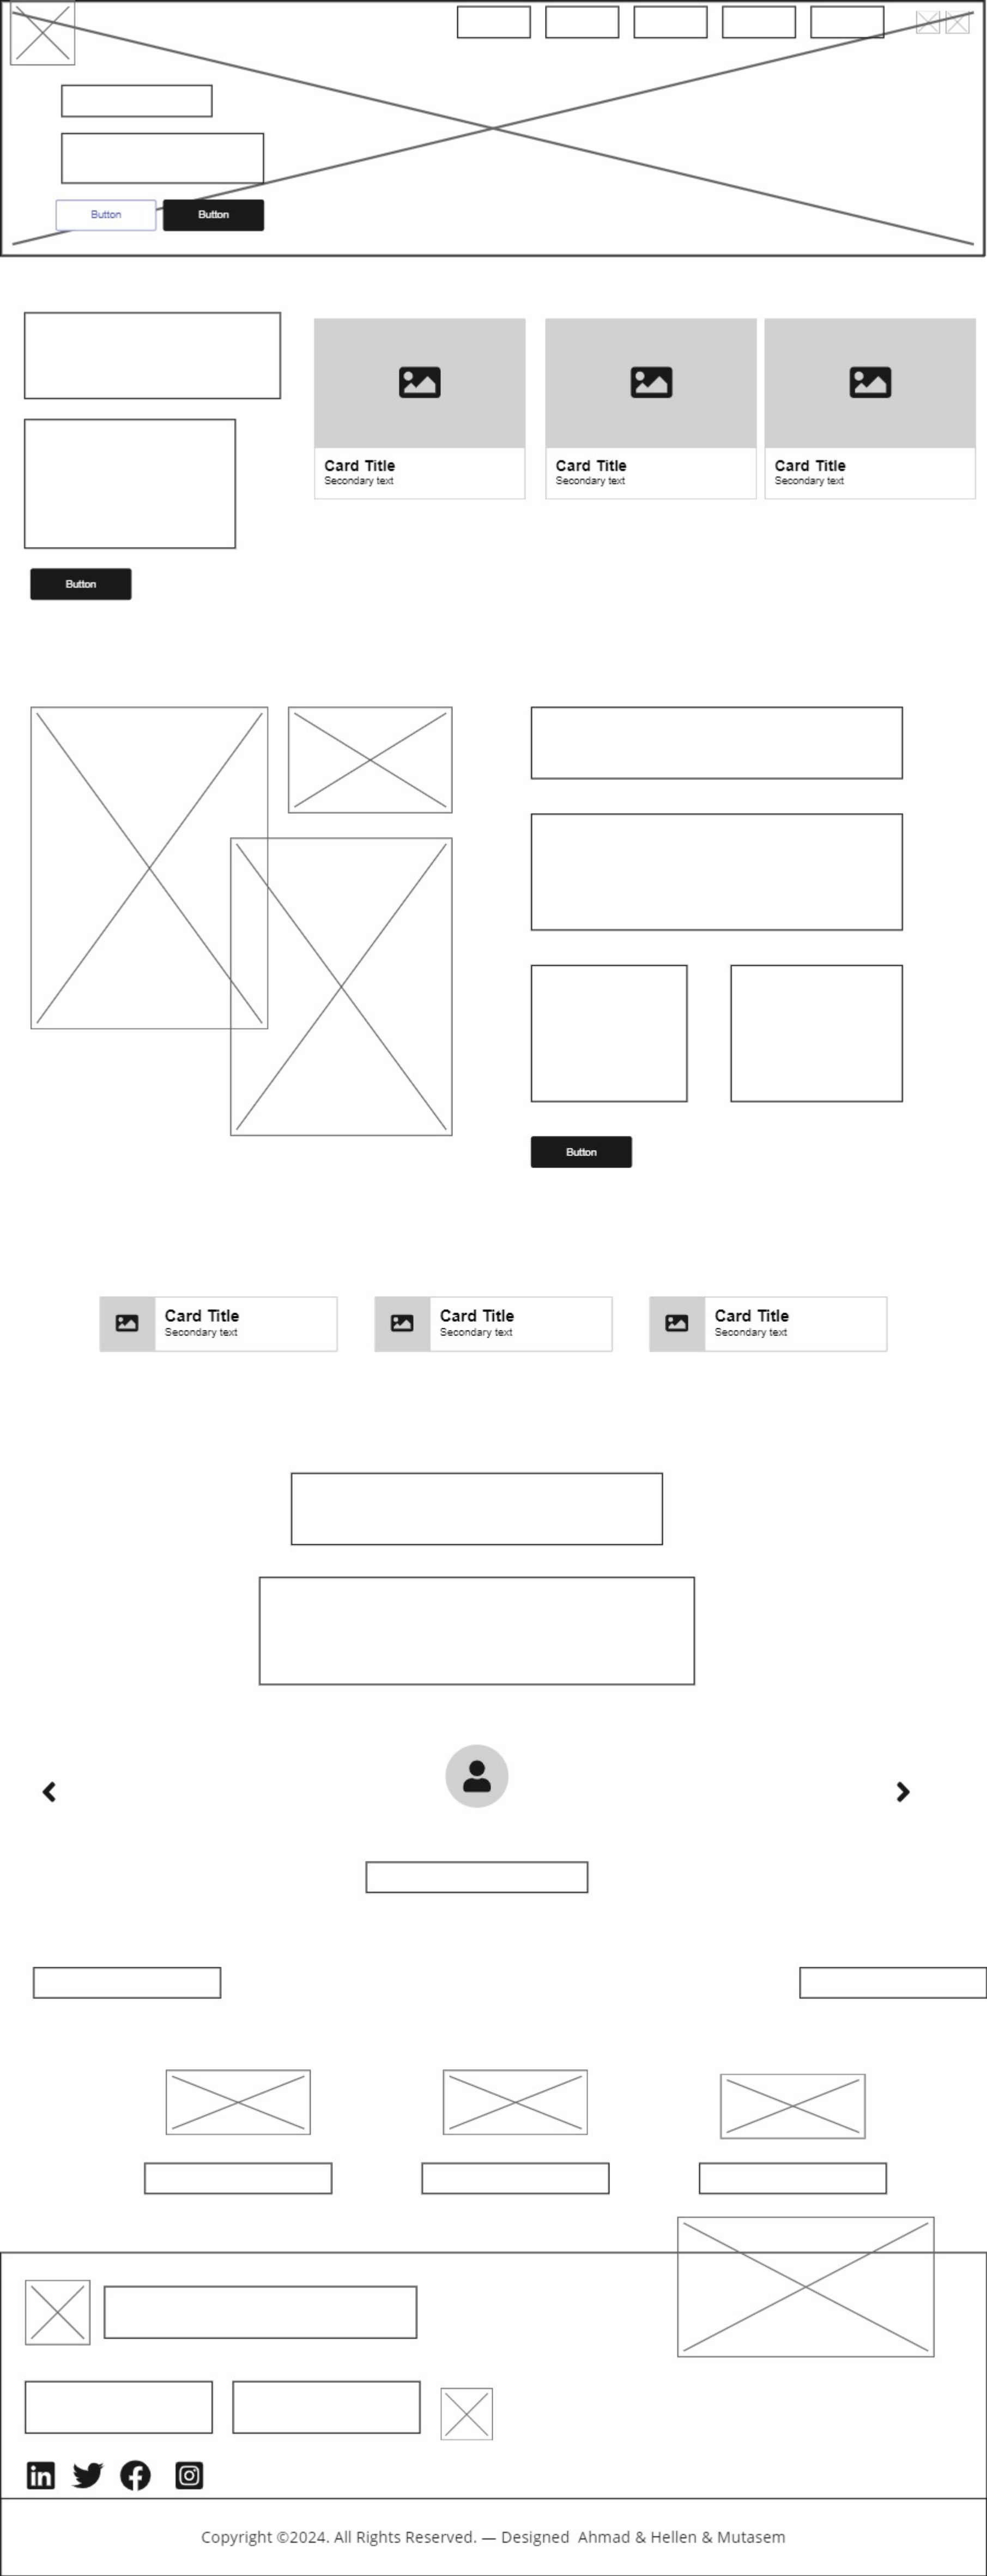 Button
Button
Card Title
Secondary text
Card Title
Secondary text
Card Title
Secondary text
Button
Button
Card Title
Secondary text
Card Title
Secondary text
Card Title
Secondary text
Copyright ©2024. All Rights Reserved. — Designed  Ahmad & Hellen & Mutasem